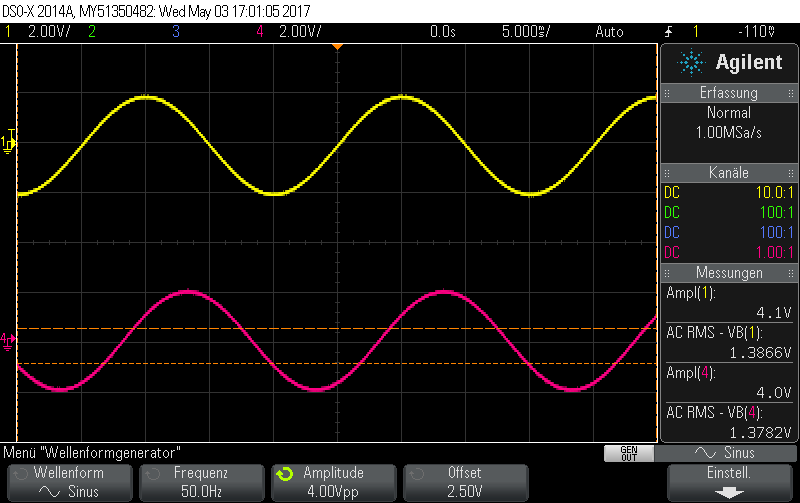 DSO-X 2014A, MY51350482: Wed May 03 17:01:05 2017
1 2.00V/ 2 3 4 2.00V/ 0.0s 5.000ms/ Auto 1 -110mV
Agilent
Erfassung
Normal
1.00MSa/s
Kanäle
DC 10.0:1
DC 100:1
DC 100:1
DC 1.00:1
Messungen
Ampl(1):
4.1V
AC RMS - VB(1):
1.3866V
Ampl(4):
4.0V
AC RMS - VB(4):
1.3782V
1
T
4
Menü "Wellenformgenerator"
GEN
OUT
Sinus
Wellenform
Sinus
Frequenz
50.0Hz
Amplitude
4.00Vpp
Offset
2.50V
Einstell.